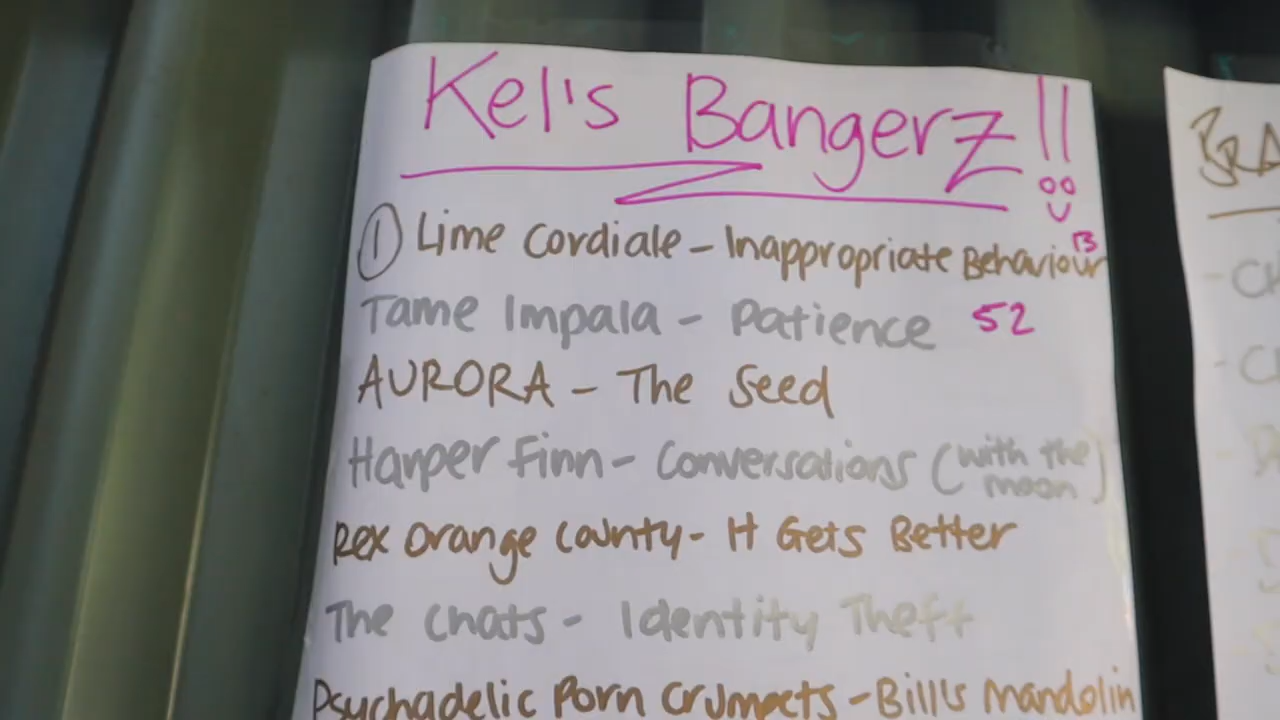 Kel's BangerZ!!
① Lime Cordiale - Inappropriate Behaviour 13
Tame Impala - Patience 52
AURORA - The Seed
Harper Finn - Conversations (with the moon)
Rex Orange County - It Gets Better
The Chats - Identity Theft
Psychadelic Porn Crumpets - Bill's Mandolin
BRA